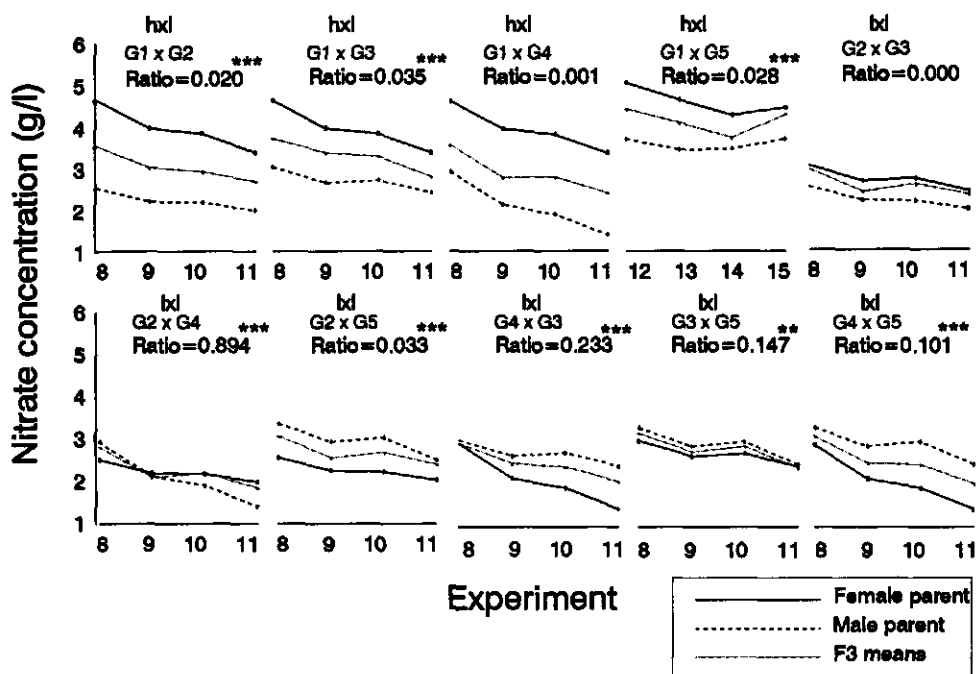 Nitrate concentration (g/l)
hxl
G1 x G2 ***
Ratio=0.020
hxl
G1 x G3 ***
Ratio=0.035
hxl
G1 x G4
Ratio=0.001
hxl
G1 x G5 ***
Ratio=0.028
lxl
G2 x G3
Ratio=0.000
6
5
4
3
2
1
8 9 10 11
8 9 10 11
8 9 10 11
12 13 14 15
8 9 10 11
lxl
G2 x G4 ***
Ratio=0.894
lxl
G2 x G5 ***
Ratio=0.033
lxl
G4 x G3 ***
Ratio=0.233
lxl
G3 x G5 **
Ratio=0.147
lxl
G4 x G5 ***
Ratio=0.101
6
5
4
3
2
1
8 9 10 11
8 9 10 11
8 9 10 11
8 9 10 11
8 9 10 11
Experiment
Female parent
Male parent
F3 means